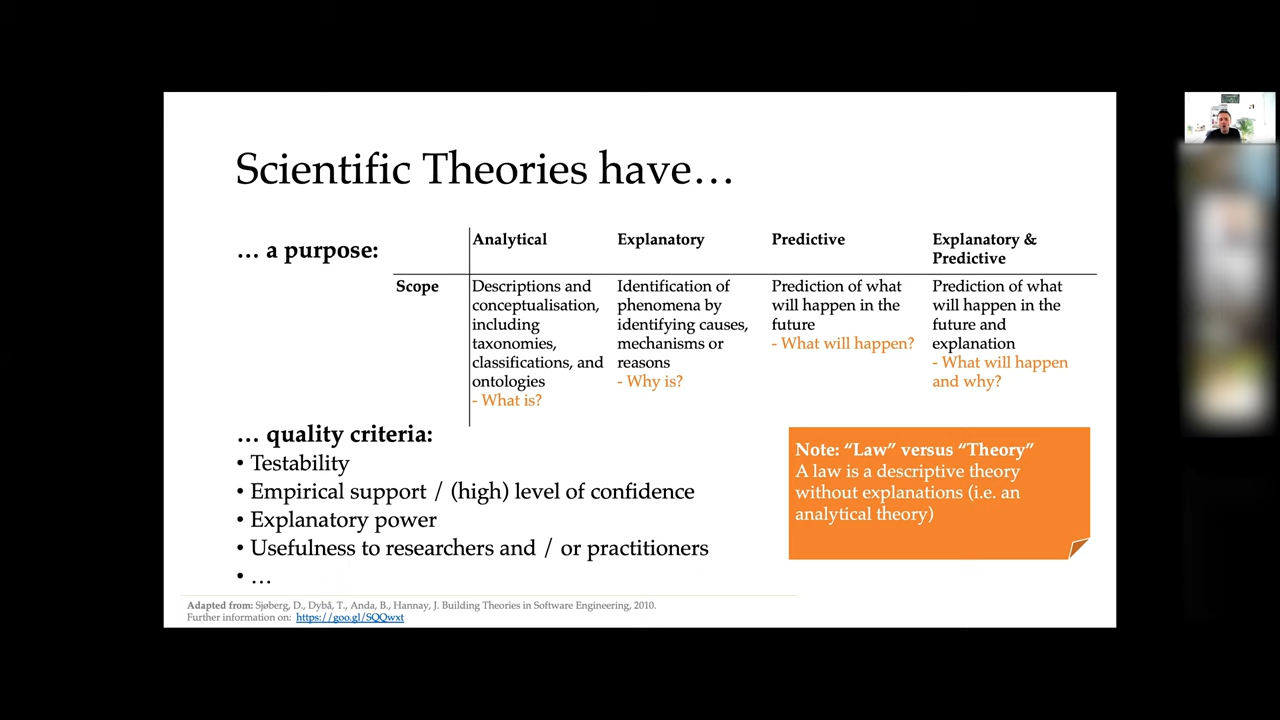 Scientific Theories have…
… a purpose:
Analytical
Explanatory
Predictive
Explanatory &
Predictive
Scope
Descriptions and
conceptualisation,
including
taxonomies,
classifications, and
ontologies
- What is?
Identification of
phenomena by
identifying causes,
mechanisms or
reasons
- Why is?
Prediction of what
will happen in the
future
- What will happen?
Prediction of what
will happen in the
future and
explanation
- What will happen
and why?
… quality criteria:
• Testability
• Empirical support / (high) level of confidence
• Explanatory power
• Usefulness to researchers and / or practitioners
• …
Note: “Law” versus “Theory”
A law is a descriptive theory
without explanations (i.e. an
analytical theory)
Adapted from: Sjøberg, D., Dybå, T., Anda, B., Hannay, J. Building Theories in Software Engineering, 2010.
Further information on: https://goo.gl/SQQwxt